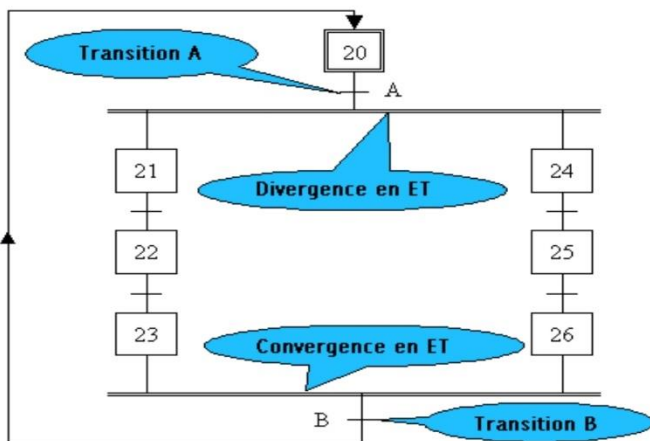 Transition A
20
A
21
Divergence en ET
24
22
25
23
26
Convergence en ET
B
Transition B